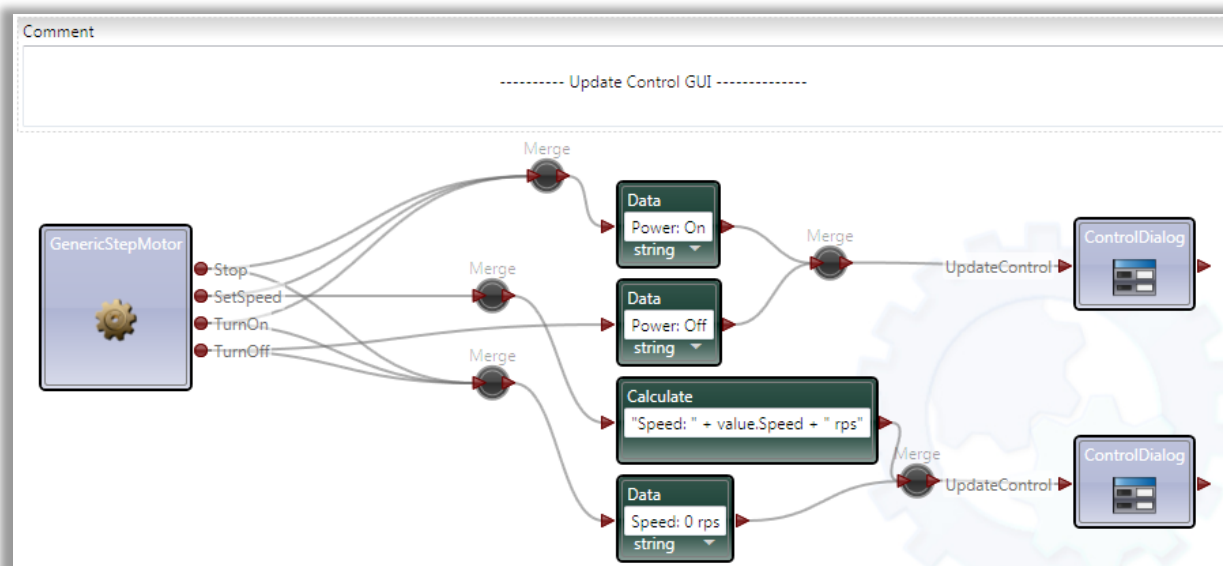 Comment
---------- Update Control GUI --------------
Merge
Data
Power: On
string
GenericStepMotor
Stop
SetSpeed
TurnOn
TurnOff
Merge
Merge
UpdateControl
ControlDialog
Data
Power: Off
string
Merge
Calculate
"Speed: " + value.Speed + " rps"
Merge
UpdateControl
ControlDialog
Data
Speed: 0 rps
string